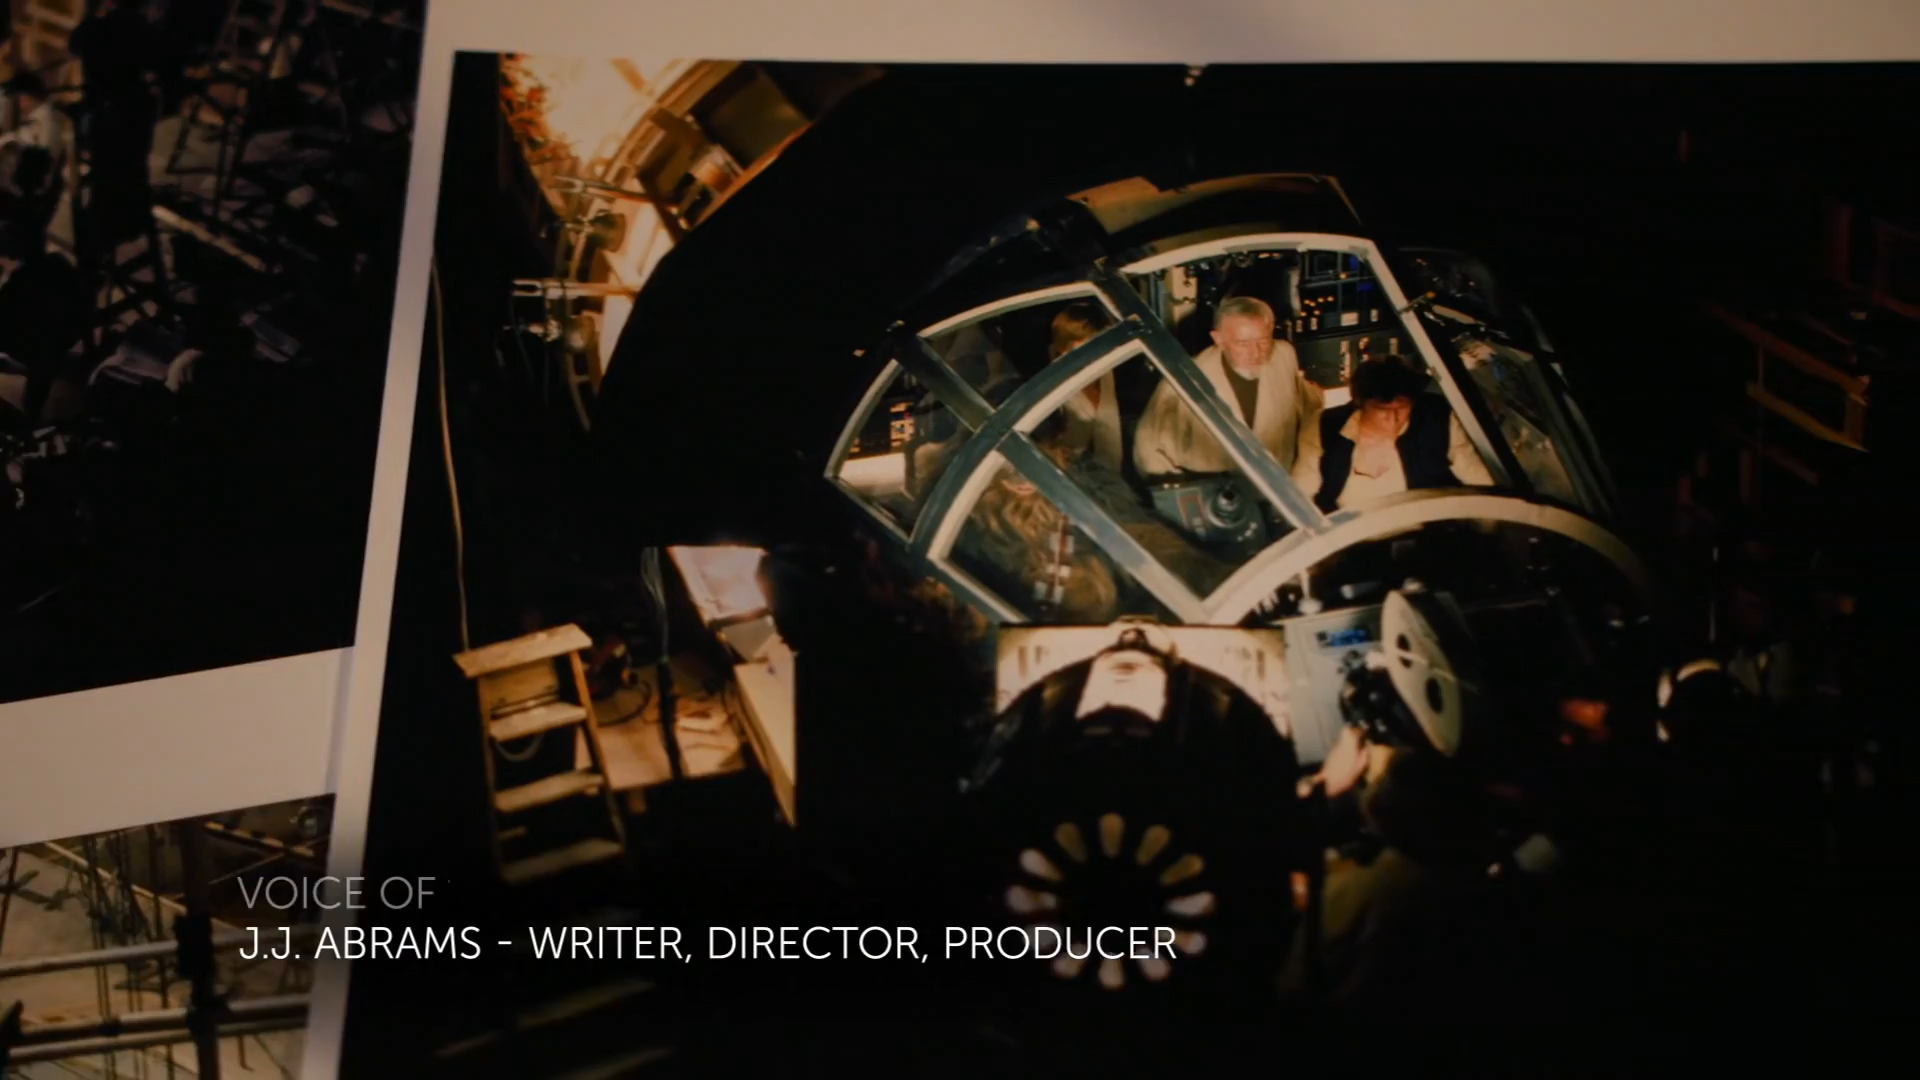 VOICE OF
J.J. ABRAMS - WRITER, DIRECTOR, PRODUCER